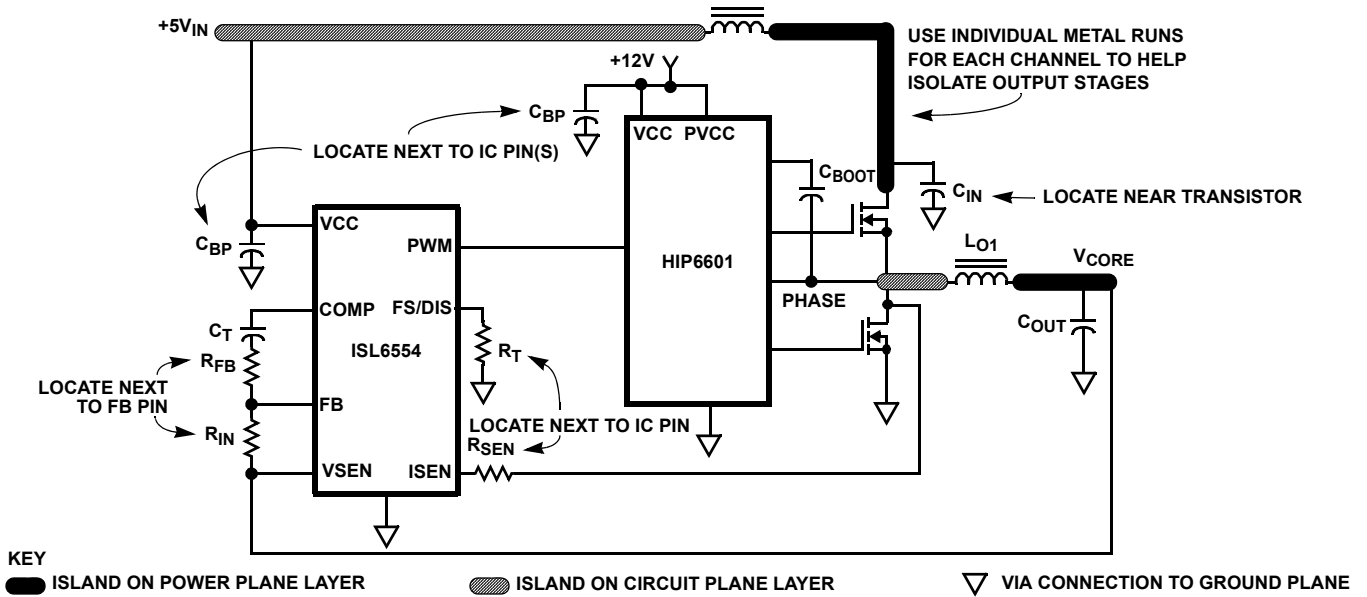 +5VIN
USE INDIVIDUAL METAL RUNS
FOR EACH CHANNEL TO HELP
ISOLATE OUTPUT STAGES
+12V
CBP
VCC PVCC
LOCATE NEXT TO IC PIN(S)
CBOOT
CIN
LOCATE NEAR TRANSISTOR
VCC
CBP
PWM
HIP6601
LO1
VCORE
PHASE
COMP
FS/DIS
CT
RFB
ISL6554
RT
COUT
LOCATE NEXT
TO FB PIN
FB
RIN
LOCATE NEXT TO IC PIN
RSEN
VSEN
ISEN
KEY
ISLAND ON POWER PLANE LAYER
ISLAND ON CIRCUIT PLANE LAYER
VIA CONNECTION TO GROUND PLANE